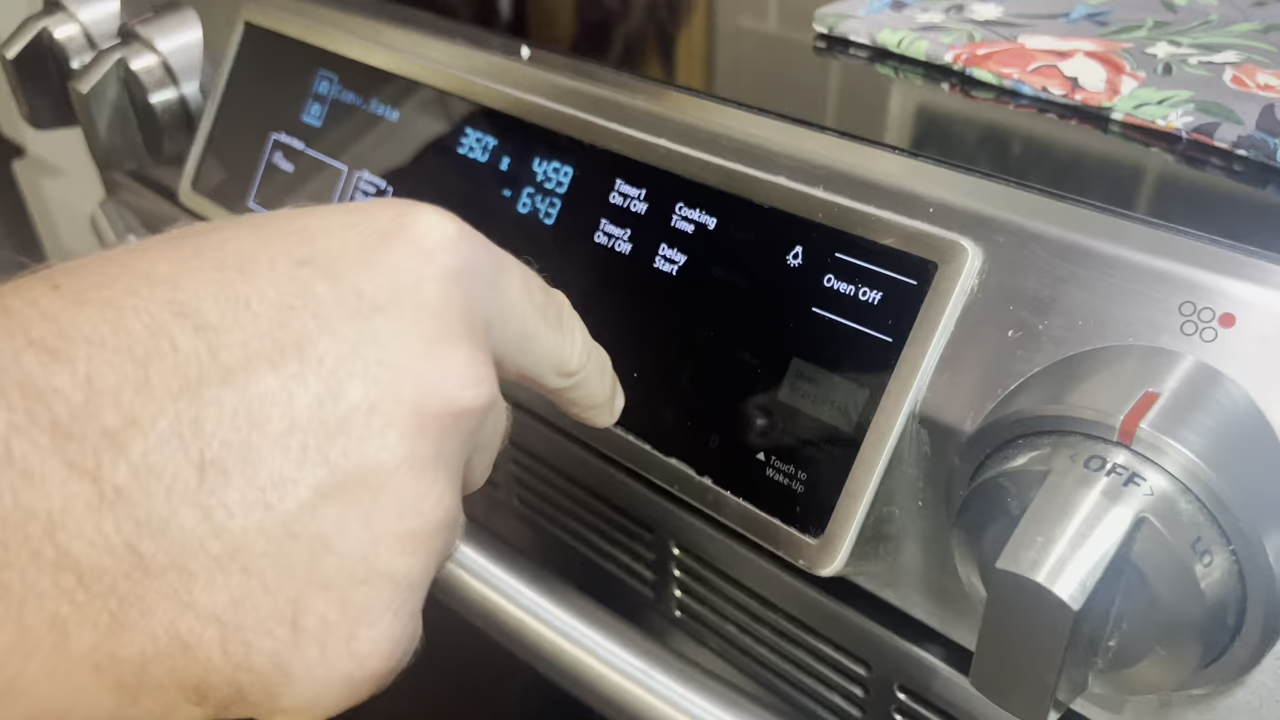 Conv.Bake
350°
4:59
- 6:43
Timer1
On / Off
Cooking
Time
Timer2
On / Off
Delay
Start
Oven Off
Touch to
Wake-Up
OFF
LO